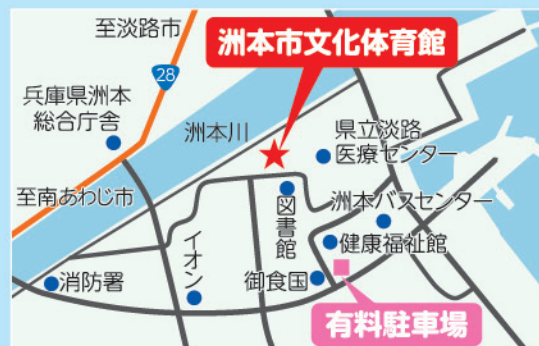 至淡路市
洲本市文化体育館
28
兵庫県洲本
総合庁舎
洲本川
県立淡路
医療センター
至南あわじ市
図書館
洲本バスセンター
イオン
健康福祉館
消防署
御食国
有料駐車場